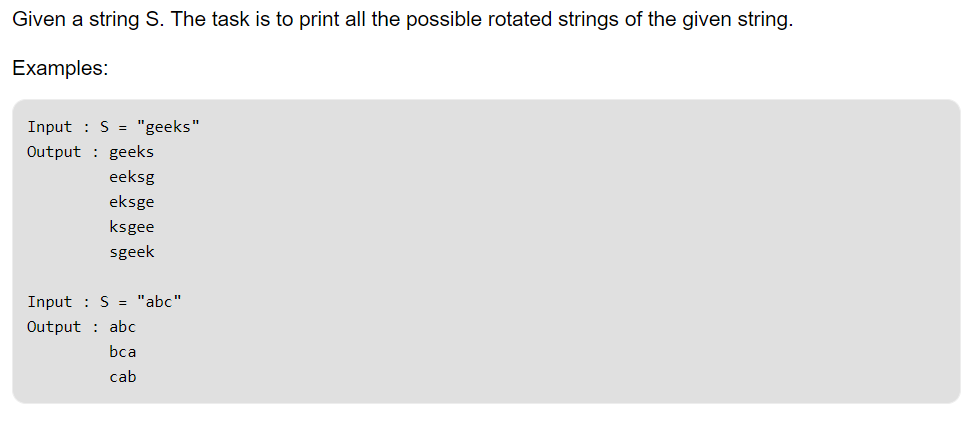 Given a string S. The task is to print all the possible rotated strings of the given string.
Examples:
Input : S = "geeks"
Output : geeks
eeksg
eksge
ksgee
sgeek
Input : S = "abc"
Output : abc
bca
cab